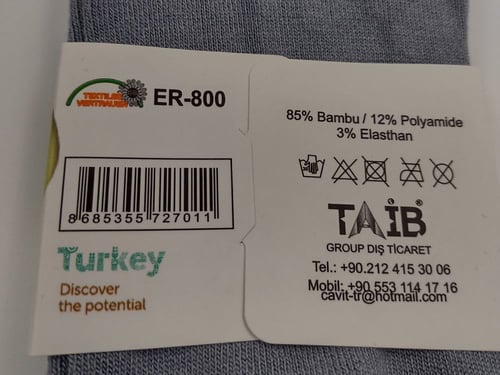 TEXTILES
VERTRAUEN
ER-800
8 685355 727011
Turkey
Discover
the potential
85% Bambu / 12% Polyamide
3% Elasthan
TAİB
GROUP DIŞ TİCARET
Tel.: +90.212 415 30 06
Mobil: +90 553 114 17 16
cavit-tr@hotmail.com